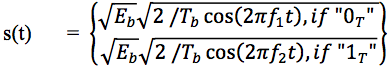 s(t) = { √E_b √2 /T_b cos(2πf_1t), if "0_T"
√E_b √2 /T_b cos(2πf_2t), if "1_T" }